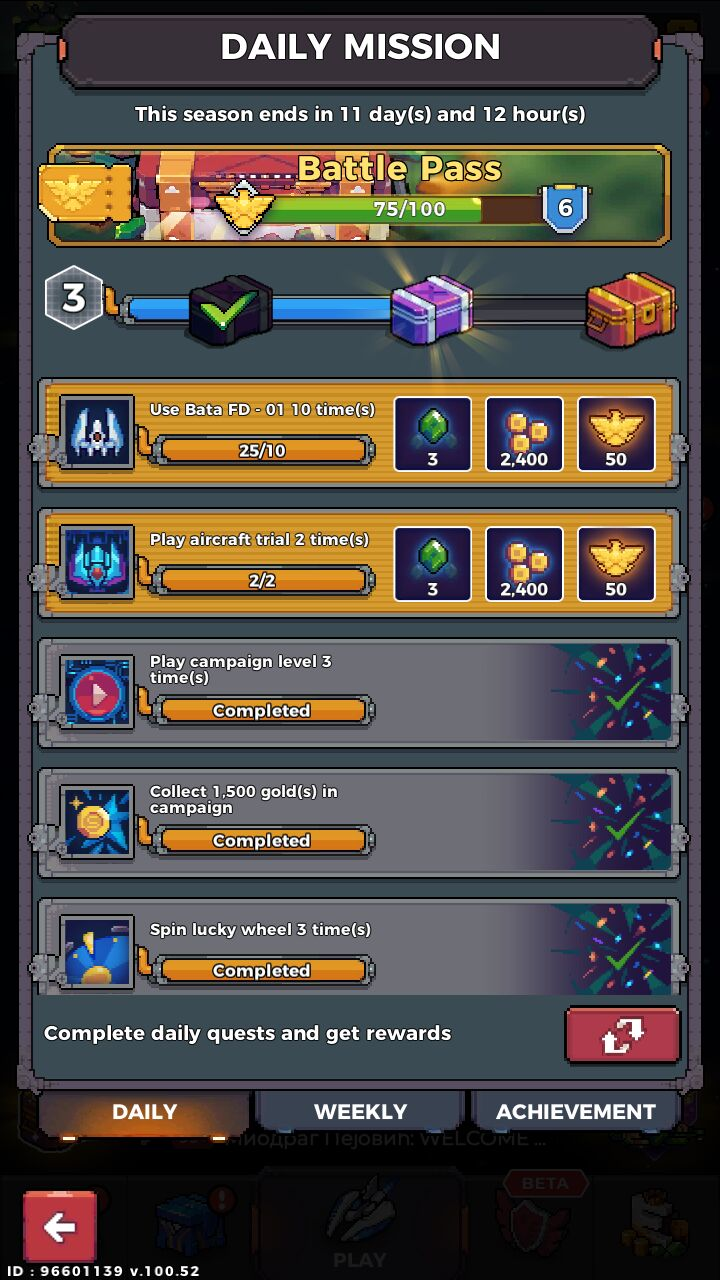 DAILY MISSION
This season ends in 11 day(s) and 12 hour(s)
Battle Pass
75/100
6
3
Use Bata FD - 01 10 time(s)
25/10
3
2,400
50
Play aircraft trial 2 time(s)
2/2
3
2,400
50
Play campaign level 3
time(s)
Completed
Collect 1,500 gold(s) in
campaign
Completed
Spin lucky wheel 3 time(s)
Completed
Complete daily quests and get rewards
DAILY
WEEKLY
ACHIEVEMENT
Пејовић: WELCOME ...
BETA
PLAY
ID : 96601139 v.100.52